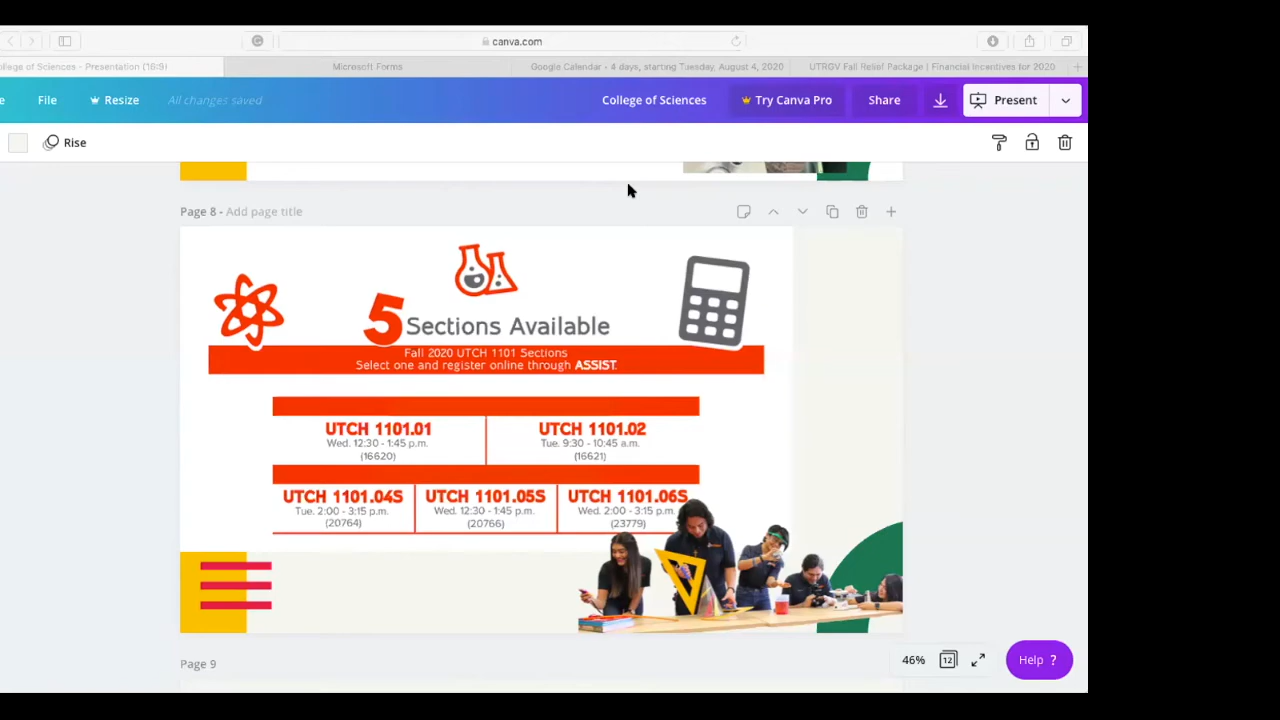 canva.com
ollege of Sciences - Presentation (16:9)
Microsoft Forms
Google Calendar - 4 days, starting Tuesday, August 4, 2020
UTRGV Fall Relief Package | Financial Incentives for 2020
e
File
Resize
All changes saved
College of Sciences
Try Canva Pro
Share
Present
Rise
Page 8 - Add page title
5 Sections Available
Fall 2020 UTCH 1101 Sections
Select one and register online through ASSIST.
UTCH 1101.01
Wed. 12:30 - 1:45 p.m.
(16620)
UTCH 1101.02
Tue. 9:30 - 10:45 a.m.
(16621)
UTCH 1101.04S
Tue. 2:00 - 3:15 p.m.
(20764)
UTCH 1101.05S
Wed. 12:30 - 1:45 p.m.
(20766)
UTCH 1101.06S
Wed. 2:00 - 3:15 p.m.
(23779)
Page 9
46%
12
Help ?